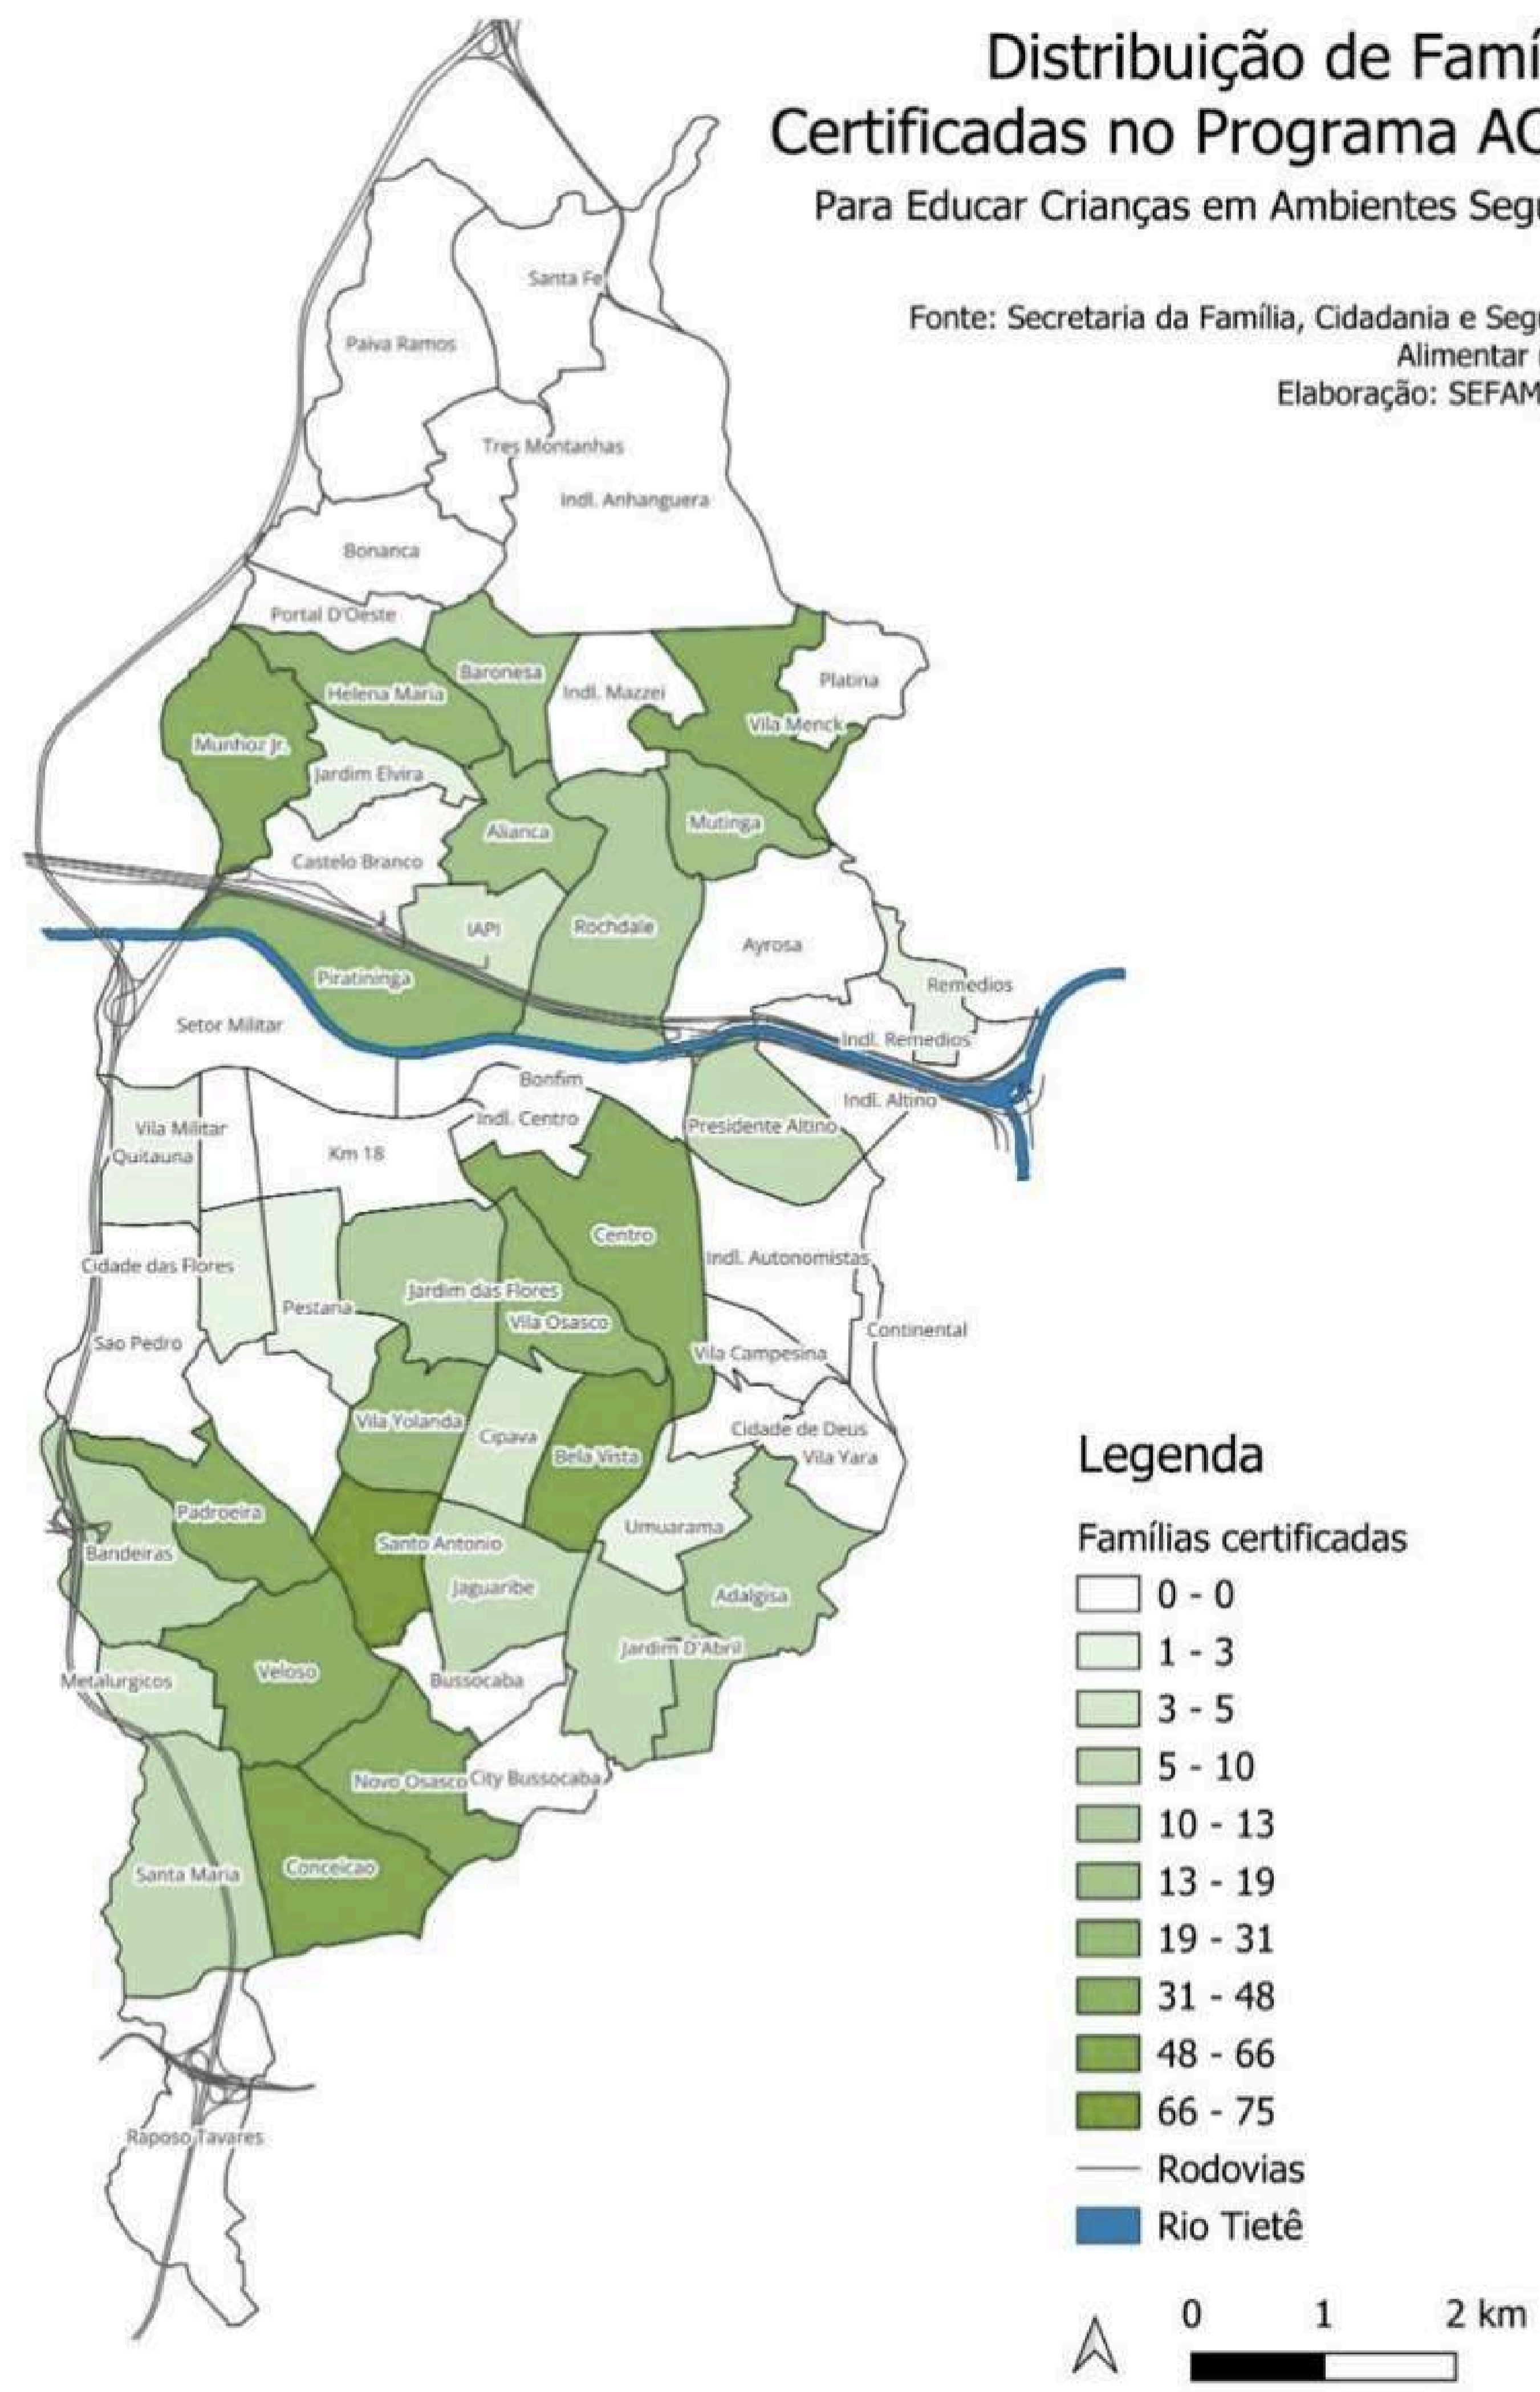 Distribuição de Famí
Certificadas no Programa AC
Para Educar Crianças em Ambientes Segu
Fonte: Secretaria da Família, Cidadania e Segu
Alimentar
Elaboração: SEFAM
Santa Fe
Paiva Ramos
Tres Montanhas
Indl. Anhanguera
Bonanca
Portal D'Oeste
Baronesa
Platina
Helena Maria
Indl. Mazzei
Vila Menck
Munhoz Jr.
Jardim Elvira
Mutinga
Alianca
Castelo Branco
IAPI
Rochdale
Ayrosa
Piratininga
Remedios
Setor Militar
Indl. Remedios
Bonfim
Indl. Altino
Indl. Centro
Presidente Altino
Vila Militar
Km 18
Quitauna
Centro
Indl. Autonomistas
Cidade das Flores
Jardim das Flores
Pestana
Vila Osasco
Continental
Sao Pedro
Vila Campesina
Vila Yolanda
Cidade de Deus
Cipava
Bela Vista
Vila Yara
Padroeira
Umuarama
Santo Antonio
Bandeiras
Jaguaribe
Adalgisa
Jardim D'Abril
Veloso
Metalurgicos
Bussocaba
Novo Osasco
City Bussocaba
Conceicao
Santa Maria
Raposo Tavares
Legenda
Famílias certificadas
0 - 0
1 - 3
3 - 5
5 - 10
10 - 13
13 - 19
19 - 31
31 - 48
48 - 66
66 - 75
Rodovias
Rio Tietê
0 1 2 km